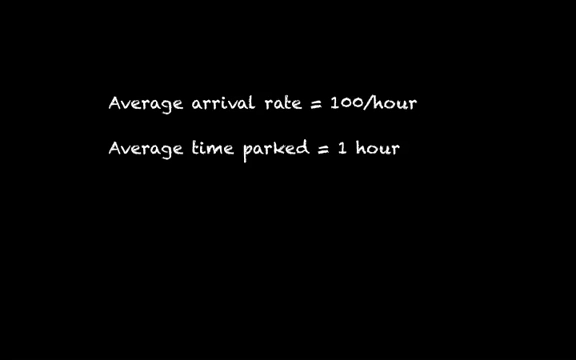 Average arrival rate = 100/hour
Average time parked = 1 hour